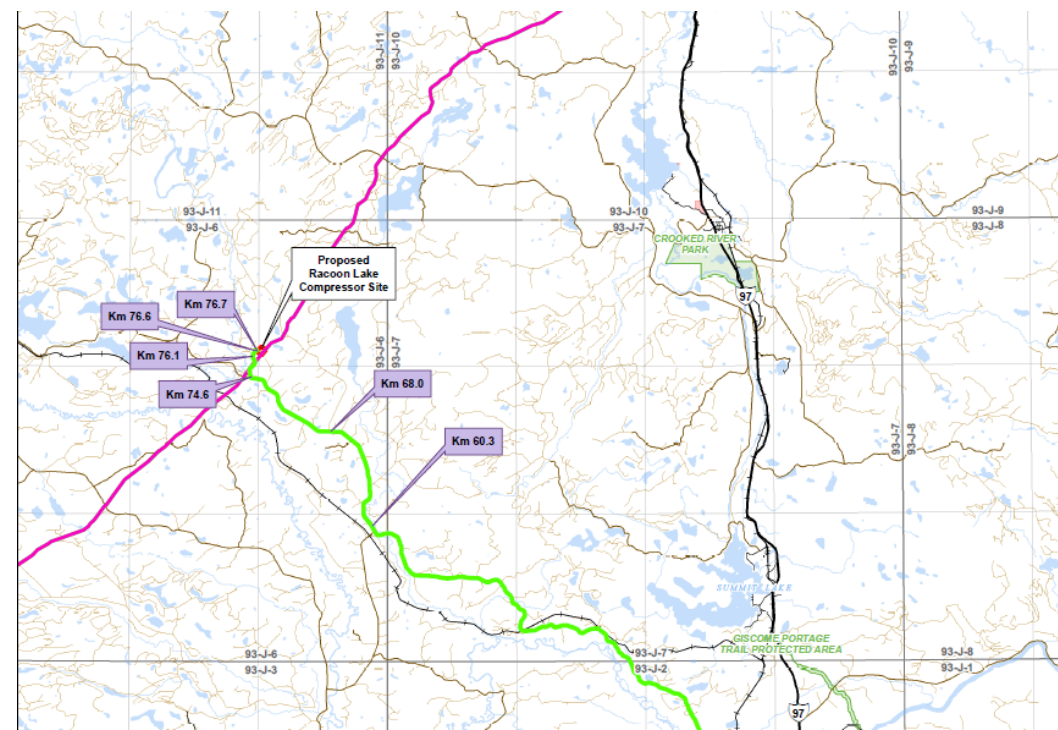 93-J-11
93-J-10
93-J-10
93-J-9
93-J-11
93-J-6
93-J-10
93-J-7
93-J-9
93-J-8
CROOKED RIVER
PARK
Proposed
Racoon Lake
Compressor Site
97
Km 76.7
Km 76.6
Km 76.1
Km 74.6
93-J-6
93-J-7
Km 68.0
Km 60.3
93-J-7
93-J-8
SUMMIT LAKE
GISCOME PORTAGE
TRAIL PROTECTED AREA
93-J-6
93-J-3
93-J-7
93-J-2
93-J-8
93-J-1
97